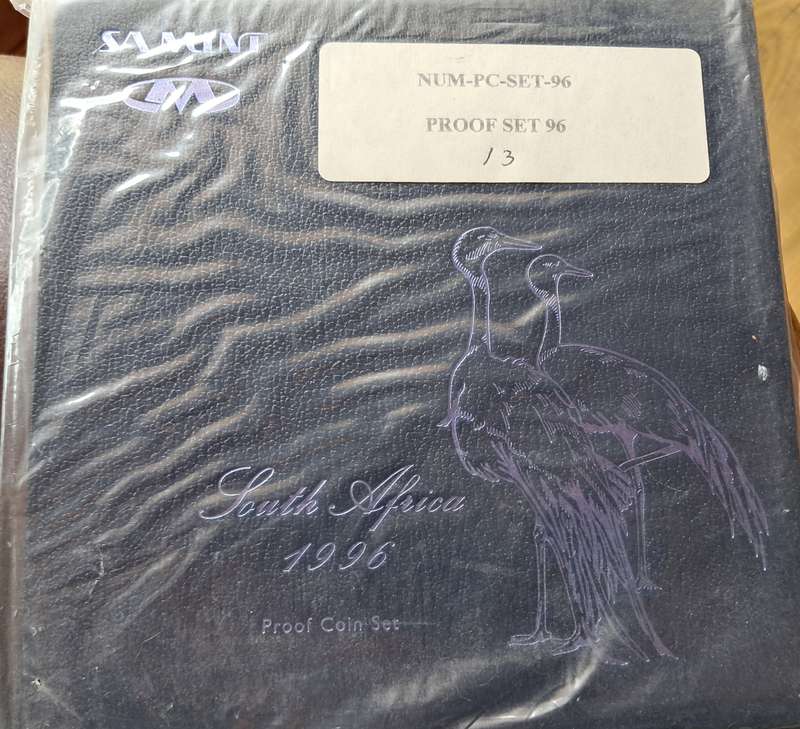 SA MINT
NUM-PC-SET-96
PROOF SET 96
13
South Africa
1996
Proof Coin Set